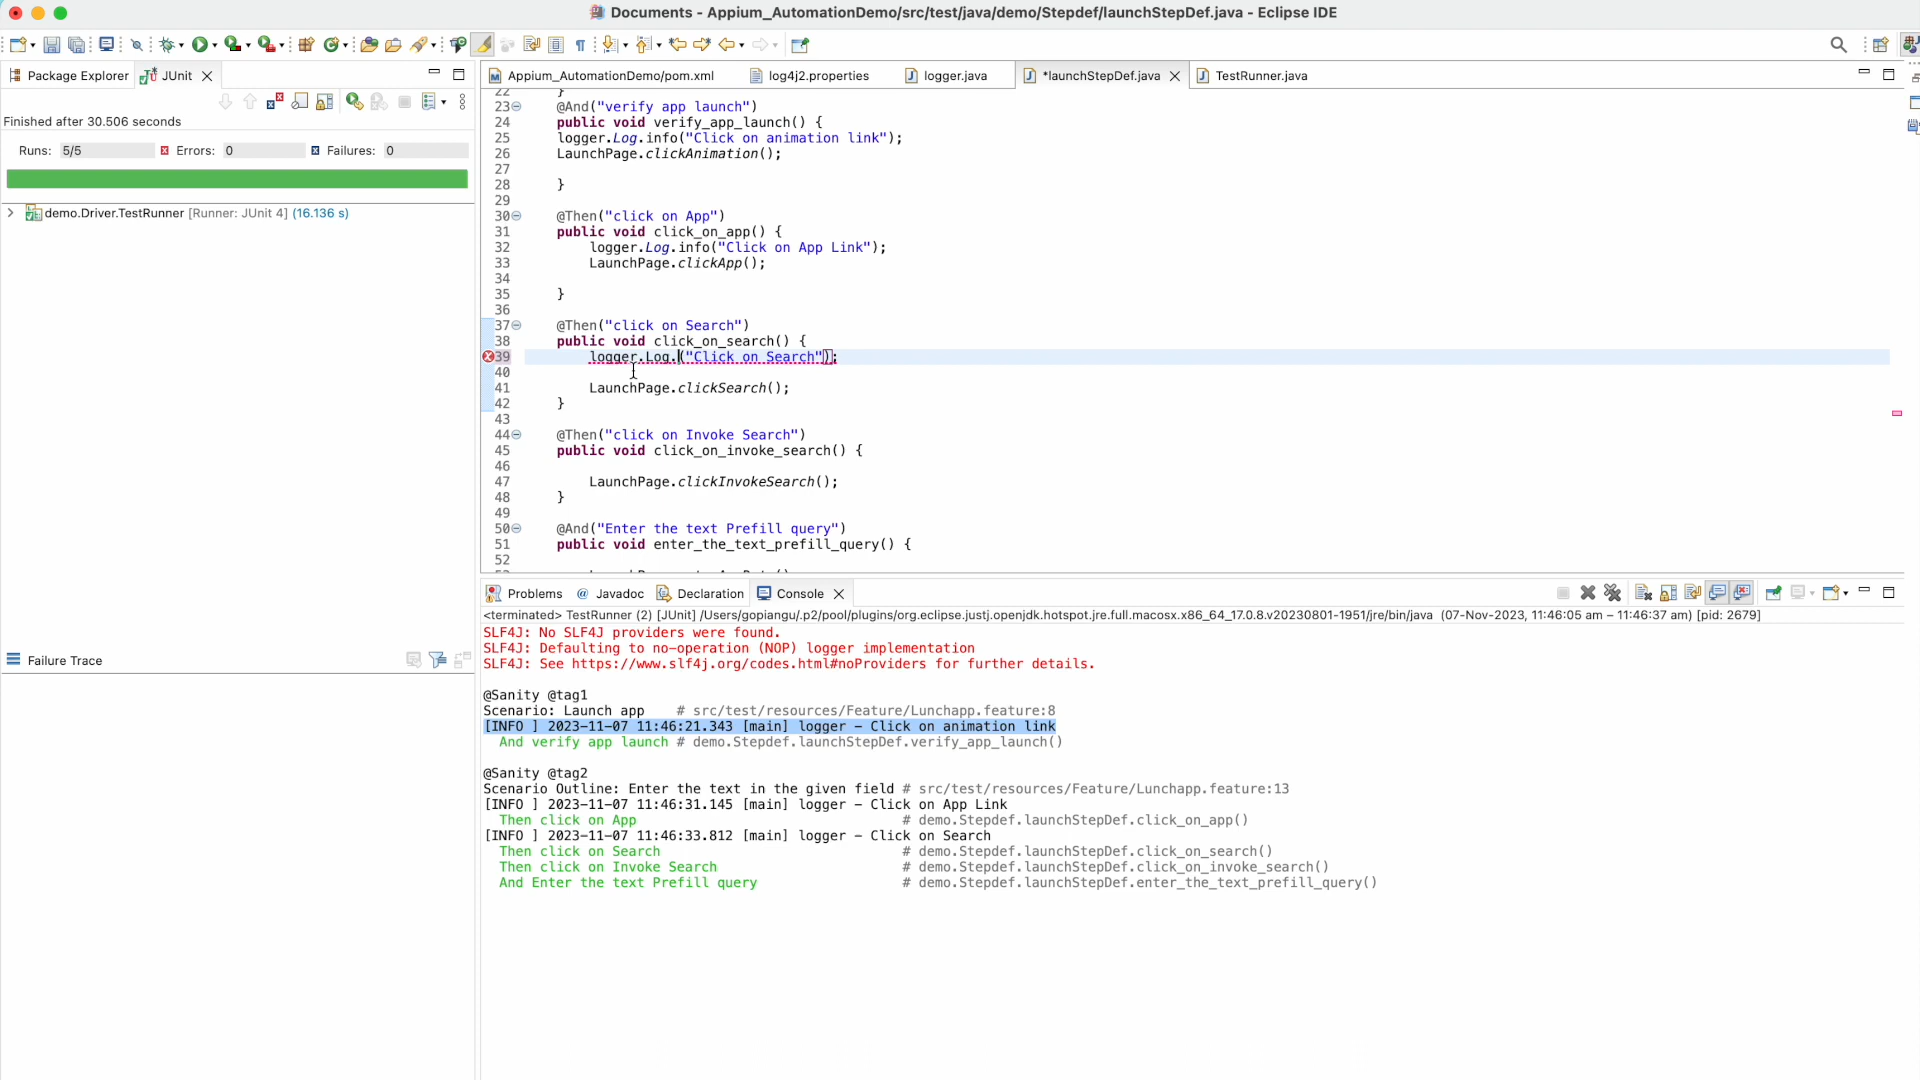 Documents - Appium_AutomationDemo/src/test/java/demo/Stepdef/launchStepDef.java - Eclipse IDE
Package Explorer
JUnit
Finished after 30.506 seconds
Runs: 5/5
Errors: 0
Failures: 0
demo.Driver.TestRunner [Runner: JUnit 4] (16.136 s)
Failure Trace
Appium_AutomationDemo/pom.xml
log4j2.properties
logger.java
*launchStepDef.java
TestRunner.java
22 }
23 @And("verify app launch")
24 public void verify_app_launch() {
25 logger.Log.info("Click on animation link");
26 LaunchPage.clickAnimation();
27
28 }
29
30 @Then("click on App")
31 public void click_on_app() {
32 logger.Log.info("Click on App Link");
33 LaunchPage.clickApp();
34
35 }
36
37 @Then("click on Search")
38 public void click_on_search() {
39 logger.Log.("Click on Search");
40
41 LaunchPage.clickSearch();
42 }
43
44 @Then("click on Invoke Search")
45 public void click_on_invoke_search() {
46
47 LaunchPage.clickInvokeSearch();
48 }
49
50 @And("Enter the text Prefill query")
51 public void enter_the_text_prefill_query() {
52
Problems
@ Javadoc
Declaration
Console
<terminated> TestRunner (2) [JUnit] /Users/gopiangu/.p2/pool/plugins/org.eclipse.justj.openjdk.hotspot.jre.full.macosx.x86_64_17.0.8.v20230801-1951/jre/bin/java (07-Nov-2023, 11:46:05 am – 11:46:37 am) [pid: 2679]
SLF4J: No SLF4J providers were found.
SLF4J: Defaulting to no-operation (NOP) logger implementation
SLF4J: See https://www.slf4j.org/codes.html#noProviders for further details.
@Sanity @tag1
Scenario: Launch app # src/test/resources/Feature/Lunchapp.feature:8
[INFO ] 2023-11-07 11:46:21.343 [main] logger – Click on animation link
And verify app launch # demo.Stepdef.launchStepDef.verify_app_launch()
@Sanity @tag2
Scenario Outline: Enter the text in the given field # src/test/resources/Feature/Lunchapp.feature:13
[INFO ] 2023-11-07 11:46:31.145 [main] logger – Click on App Link
Then click on App # demo.Stepdef.launchStepDef.click_on_app()
[INFO ] 2023-11-07 11:46:33.812 [main] logger – Click on Search
Then click on Search # demo.Stepdef.launchStepDef.click_on_search()
Then click on Invoke Search # demo.Stepdef.launchStepDef.click_on_invoke_search()
And Enter the text Prefill query # demo.Stepdef.launchStepDef.enter_the_text_prefill_query()